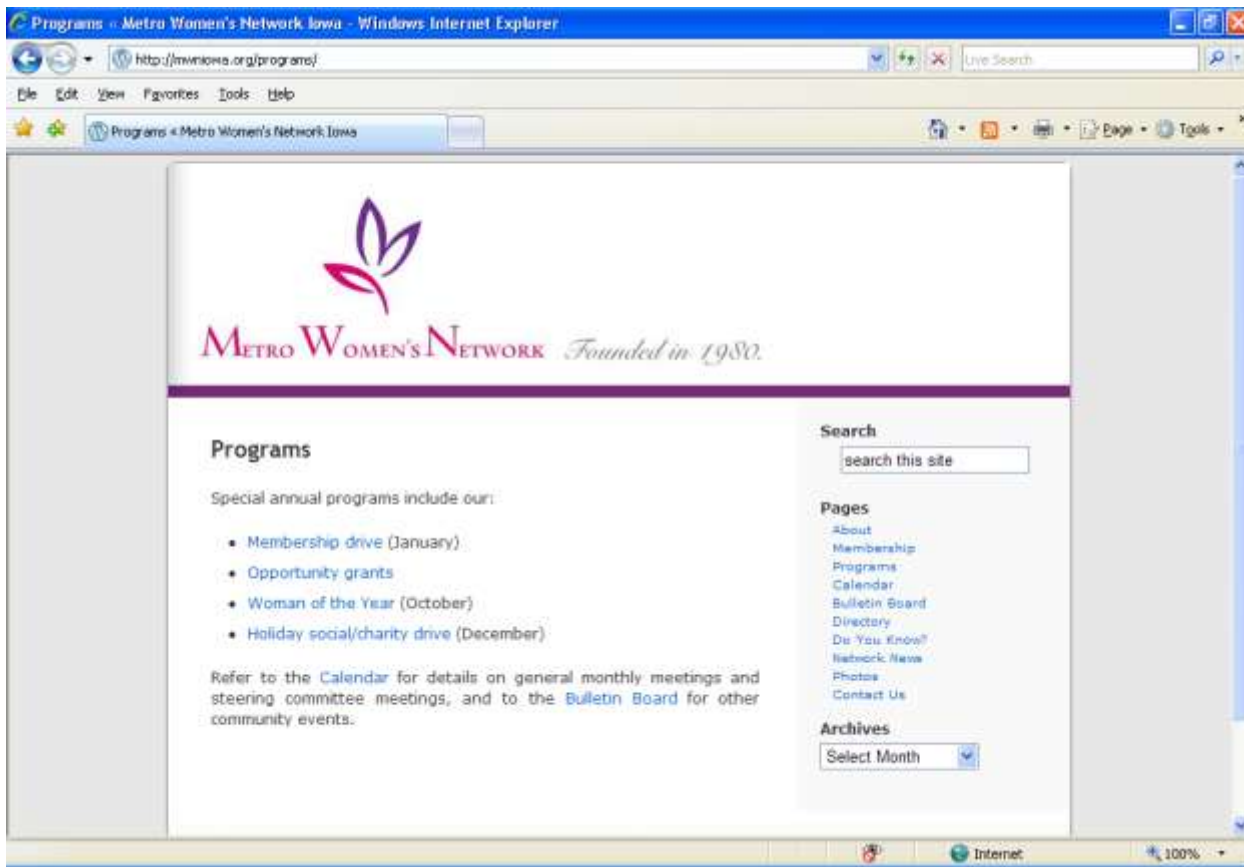 Programs « Metro Women's Network Iowa - Windows Internet Explorer
http://mwniowa.org/programs/
Live Search
File Edit View Favorites Tools Help
Programs « Metro Women's Network Iowa
Page Tools
METRO WOMEN'S NETWORK Founded in 1980.
Programs
Special annual programs include our:
• Membership drive (January)
• Opportunity grants
• Woman of the Year (October)
• Holiday social/charity drive (December)
Refer to the Calendar for details on general monthly meetings and
steering committee meetings, and to the Bulletin Board for other
community events.
Search
search this site
Pages
About
Membership
Programs
Calendar
Bulletin Board
Directory
Do You Know?
Network News
Photos
Contact Us
Archives
Select Month
Internet 100%